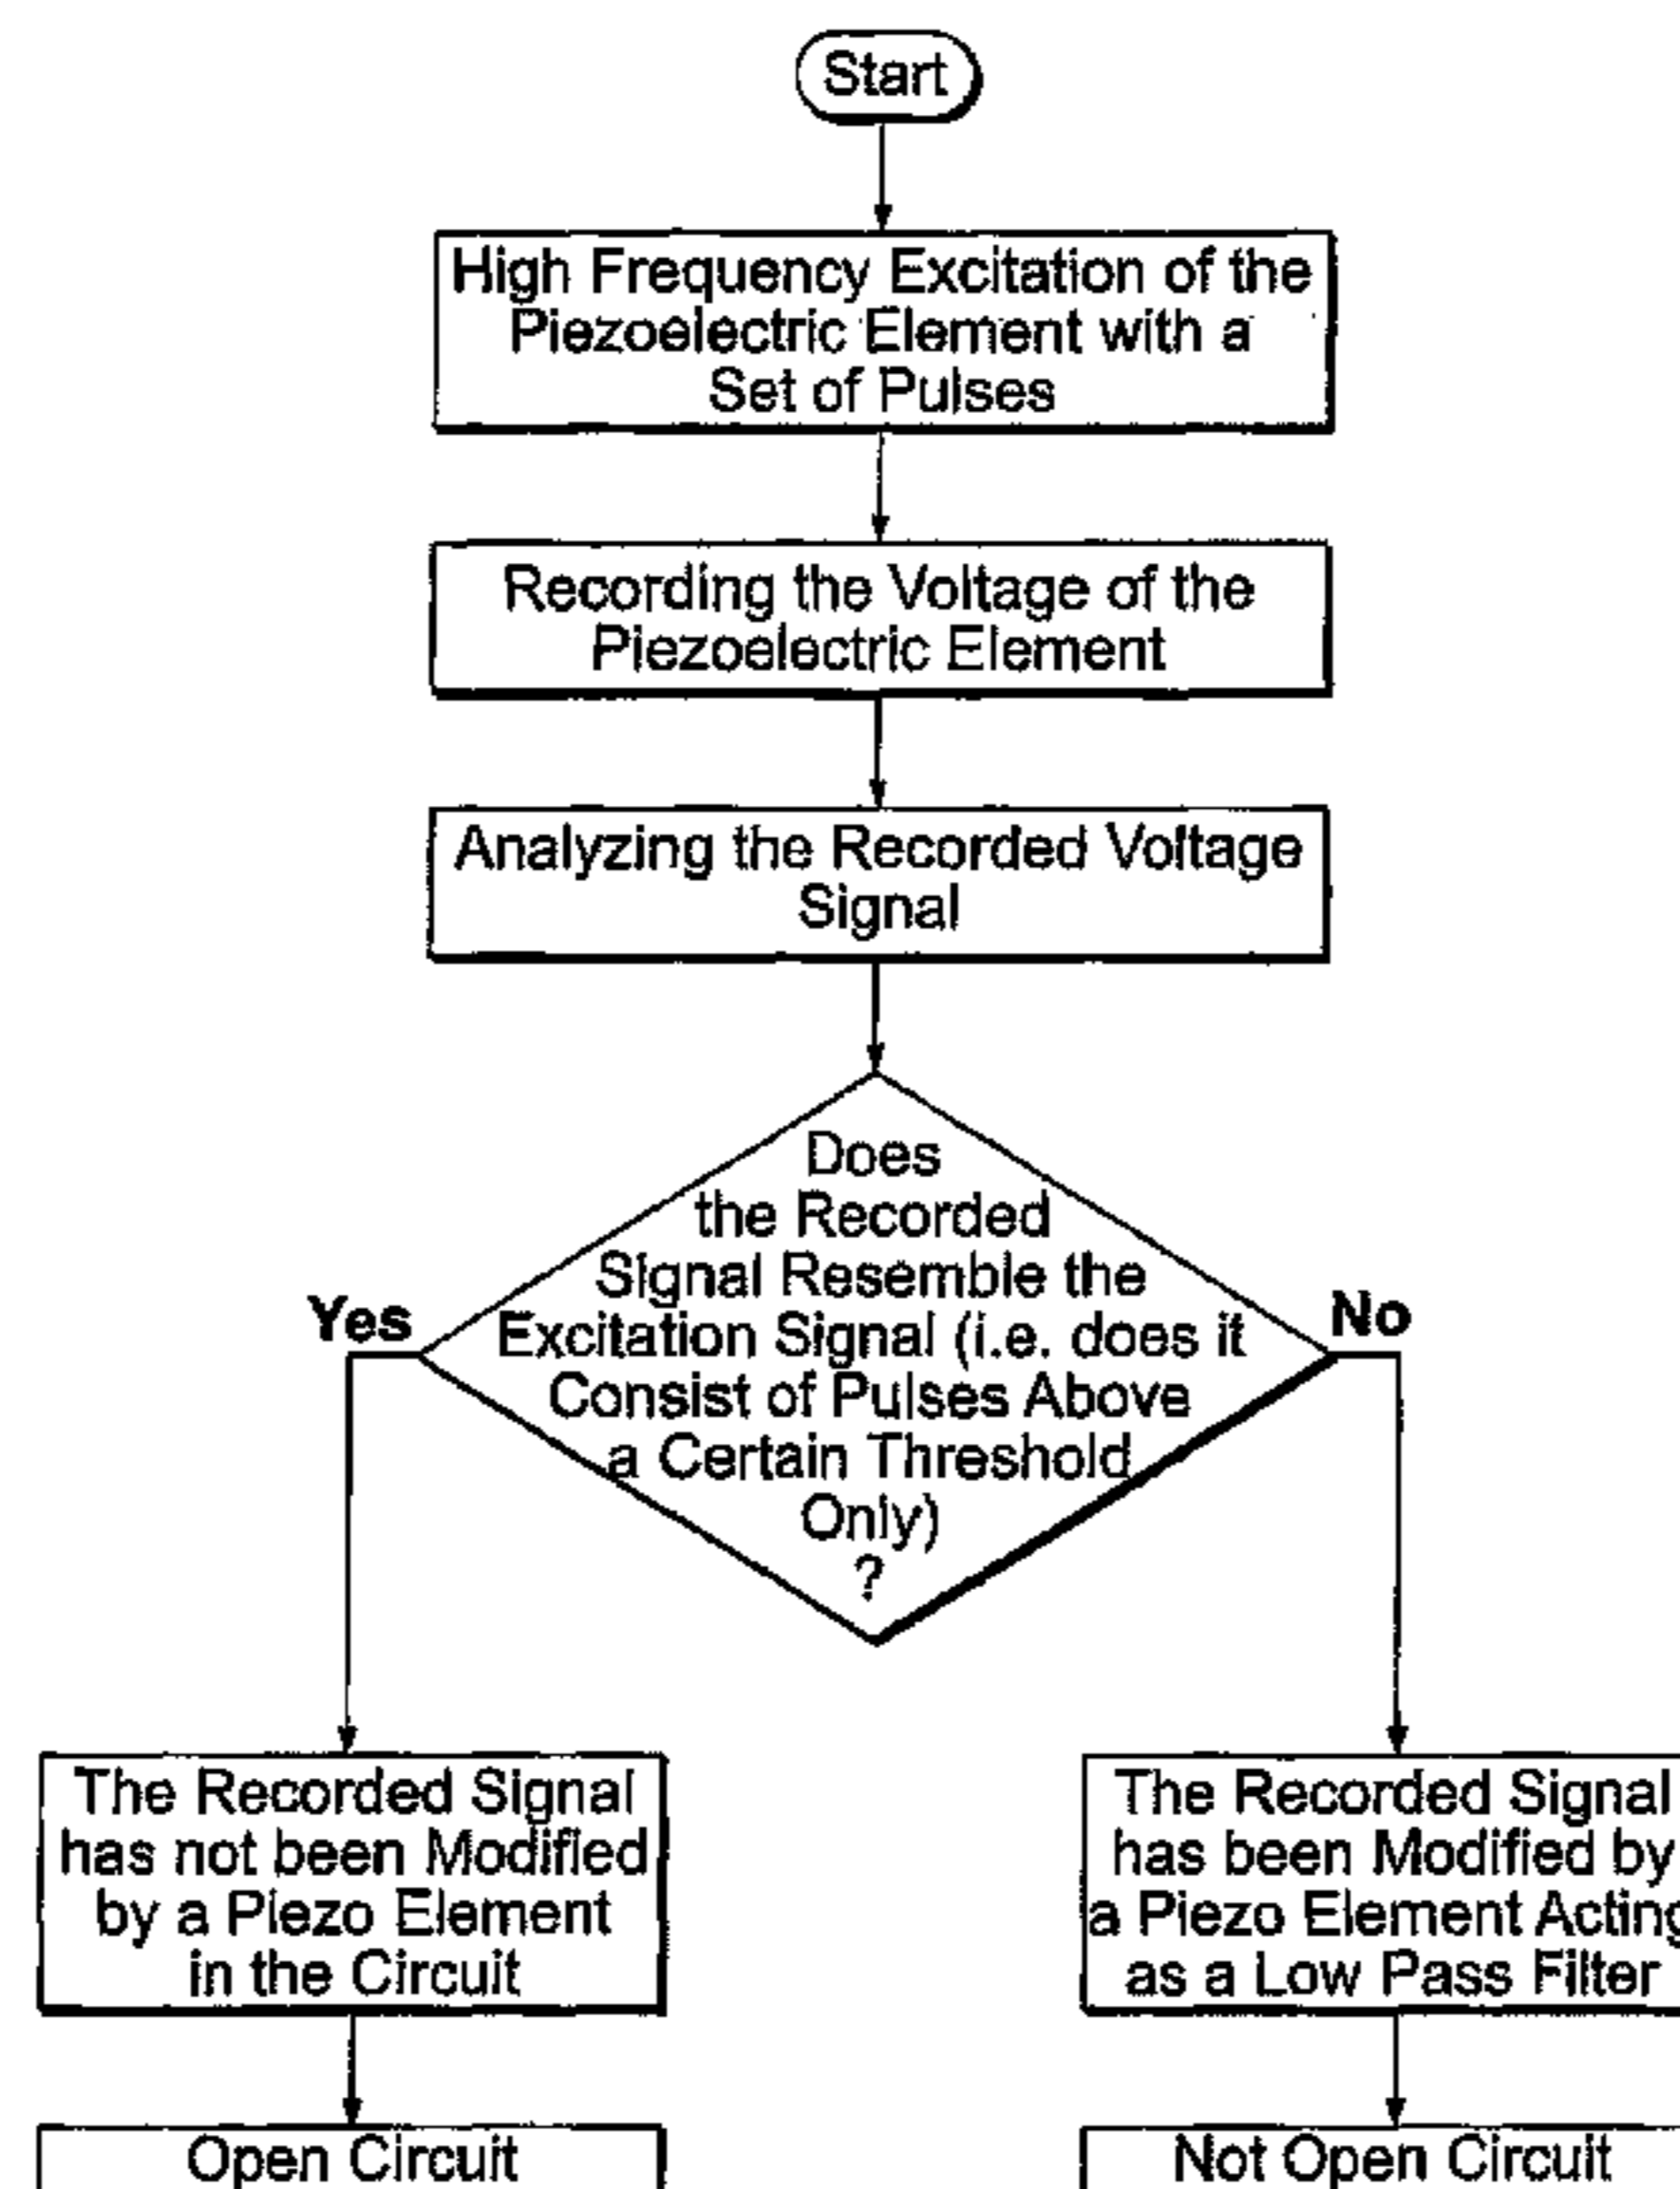 Start
High Frequency Excitation of the
Piezoelectric Element with a
Set of Pulses
Recording the Voltage of the
Piezoelectric Element
Analyzing the Recorded Voltage
Signal
Does
the Recorded
Signal Resemble the
Excitation Signal (i.e. does it
Consist of Pulses Above
a Certain Threshold
Only)
?
Yes
No
The Recorded Signal
has not been Modified
by a Piezo Element
in the Circuit
The Recorded Signal
has been Modified by
a Piezo Element Acting
as a Low Pass Filter
Open Circuit
Not Open Circuit